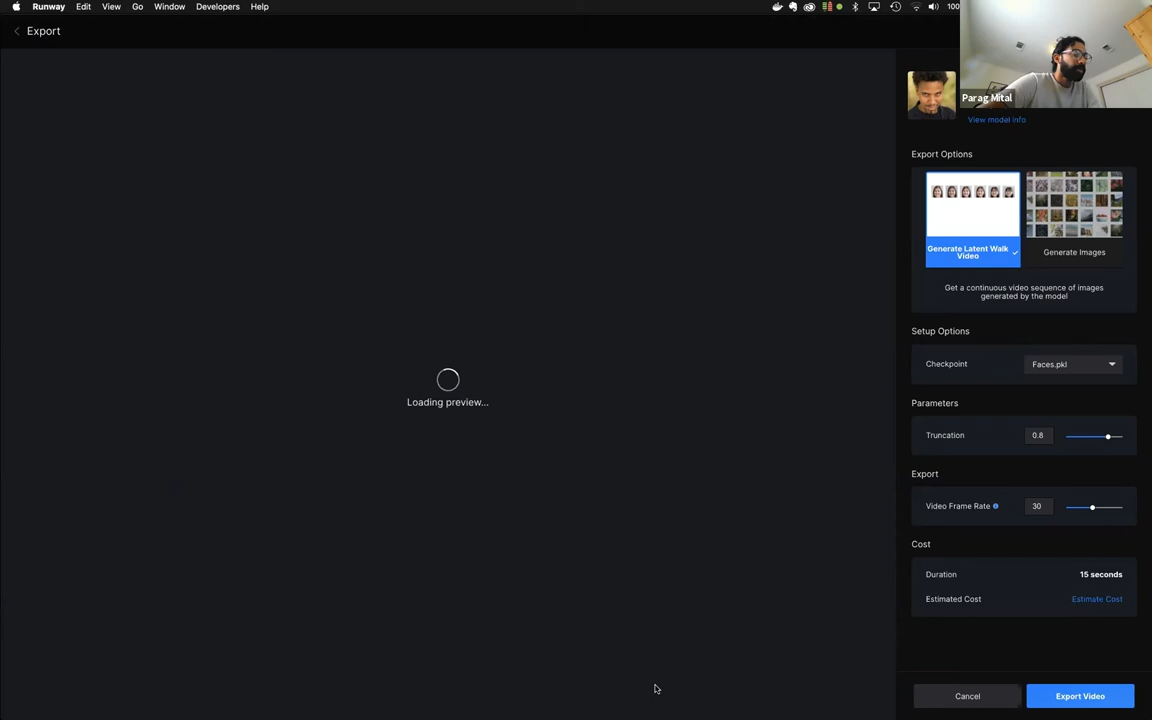 Runway Edit View Go Window Developers Help
100
Export
Parag Mital
View model info
Export Options
Generate Latent Walk
Video
Generate Images
Get a continuous video sequence of images
generated by the model
Setup Options
Checkpoint Faces.pkl
Parameters
Truncation 0.8
Loading preview...
Export
Video Frame Rate 30
Cost
Duration 15 seconds
Estimated Cost Estimate Cost
Cancel Export Video